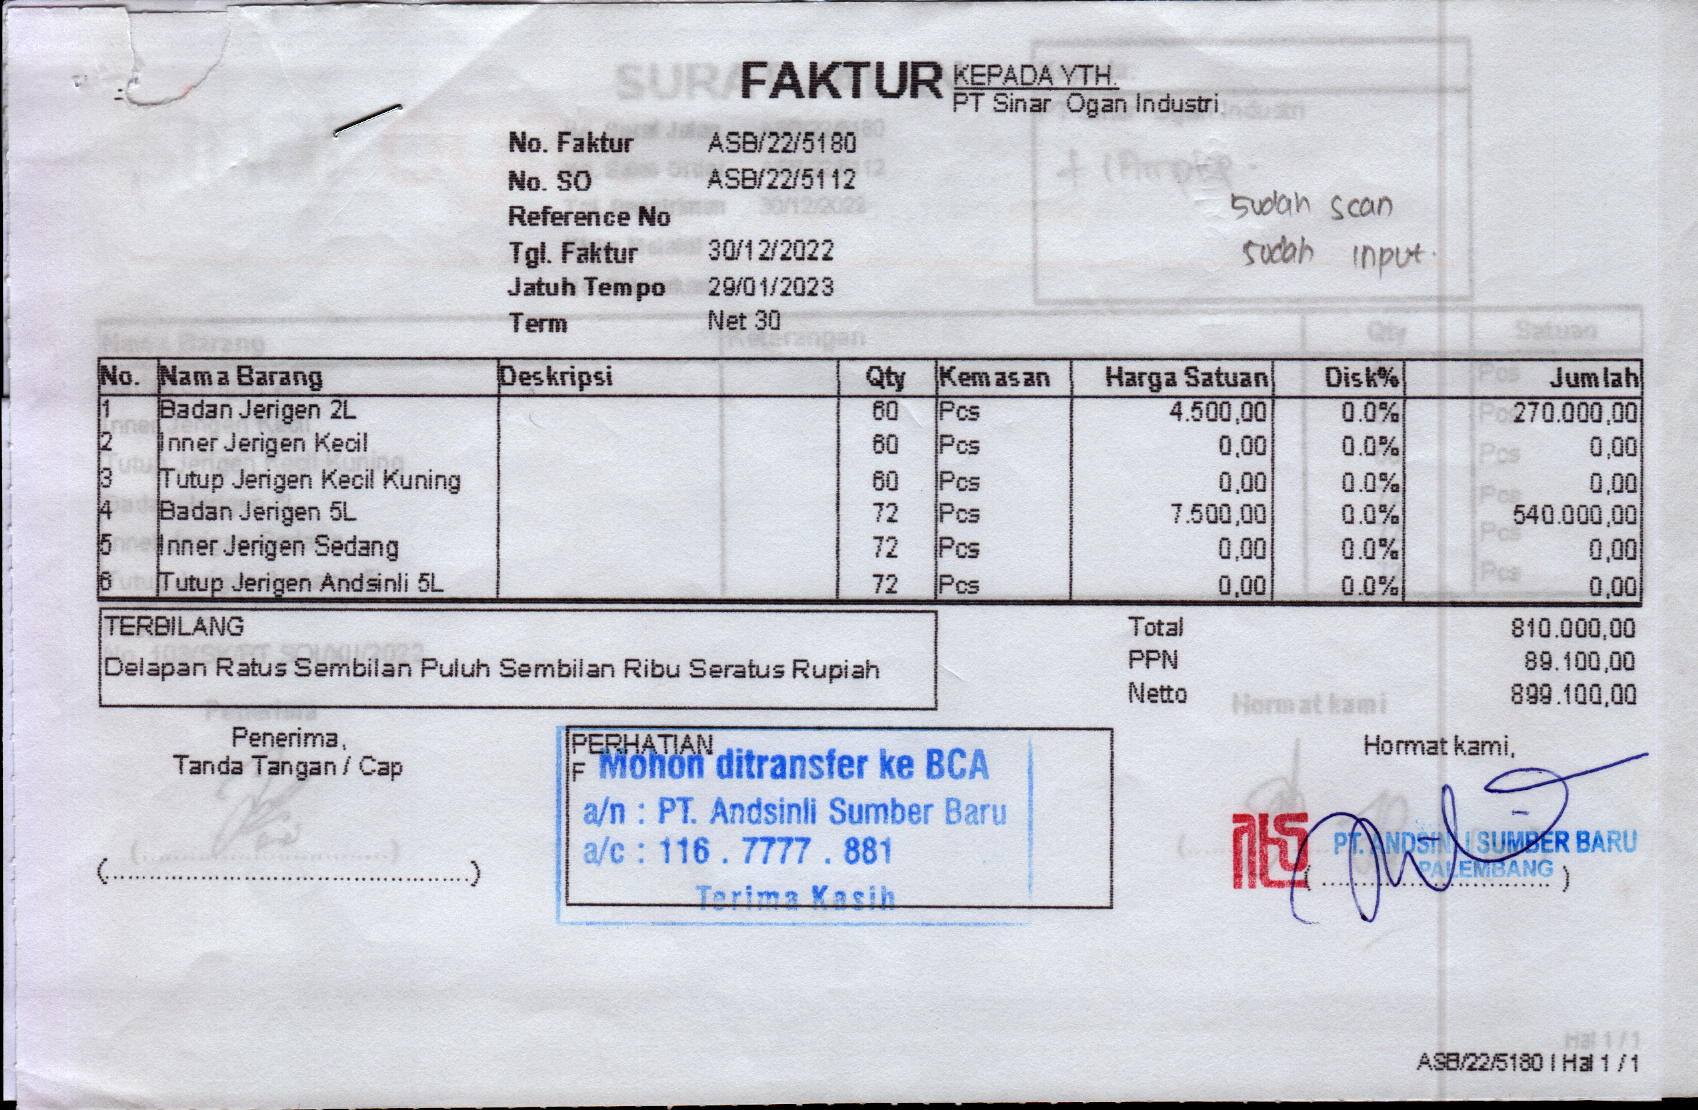 FAKTUR
KEPADA YTH.
PT Sinar Ogan Industri
No. Faktur ASB/22/5180
No. SO ASB/22/5112
Reference No
Tgl. Faktur 30/12/2022
Jatuh Tempo 29/01/2023
Term Net 30
sudah scan
sudah input.
No. Nama Barang Deskripsi Qty Kemasan Harga Satuan Disk% Jumlah
1 Badan Jerigen 2L 60 Pcs 4.500,00 0.0% 270.000,00
2 Inner Jerigen Kecil 60 Pcs 0,00 0.0% 0,00
3 Tutup Jerigen Kecil Kuning 60 Pcs 0,00 0.0% 0,00
4 Badan Jerigen 5L 72 Pcs 7.500,00 0.0% 540.000,00
5 Inner Jerigen Sedang 72 Pcs 0,00 0.0% 0,00
6 Tutup Jerigen Andsinli 5L 72 Pcs 0,00 0.0% 0,00
TERBILANG
Delapan Ratus Sembilan Puluh Sembilan Ribu Seratus Rupiah
Total 810.000,00
PPN 89.100,00
Netto 899.100,00
Penerima,
Tanda Tangan / Cap
(................................................)
PERHATIAN
F
Mohon ditransfer ke BCA
a/n : PT. Andsinli Sumber Baru
a/c : 116 . 7777 . 881
Terima Kasih
Hormat kami,
PT. ANDSINLI SUMBER BARU
PALEMBANG
(..............................)
Hal 1 / 1
ASB/22/5180 | Hal 1 / 1